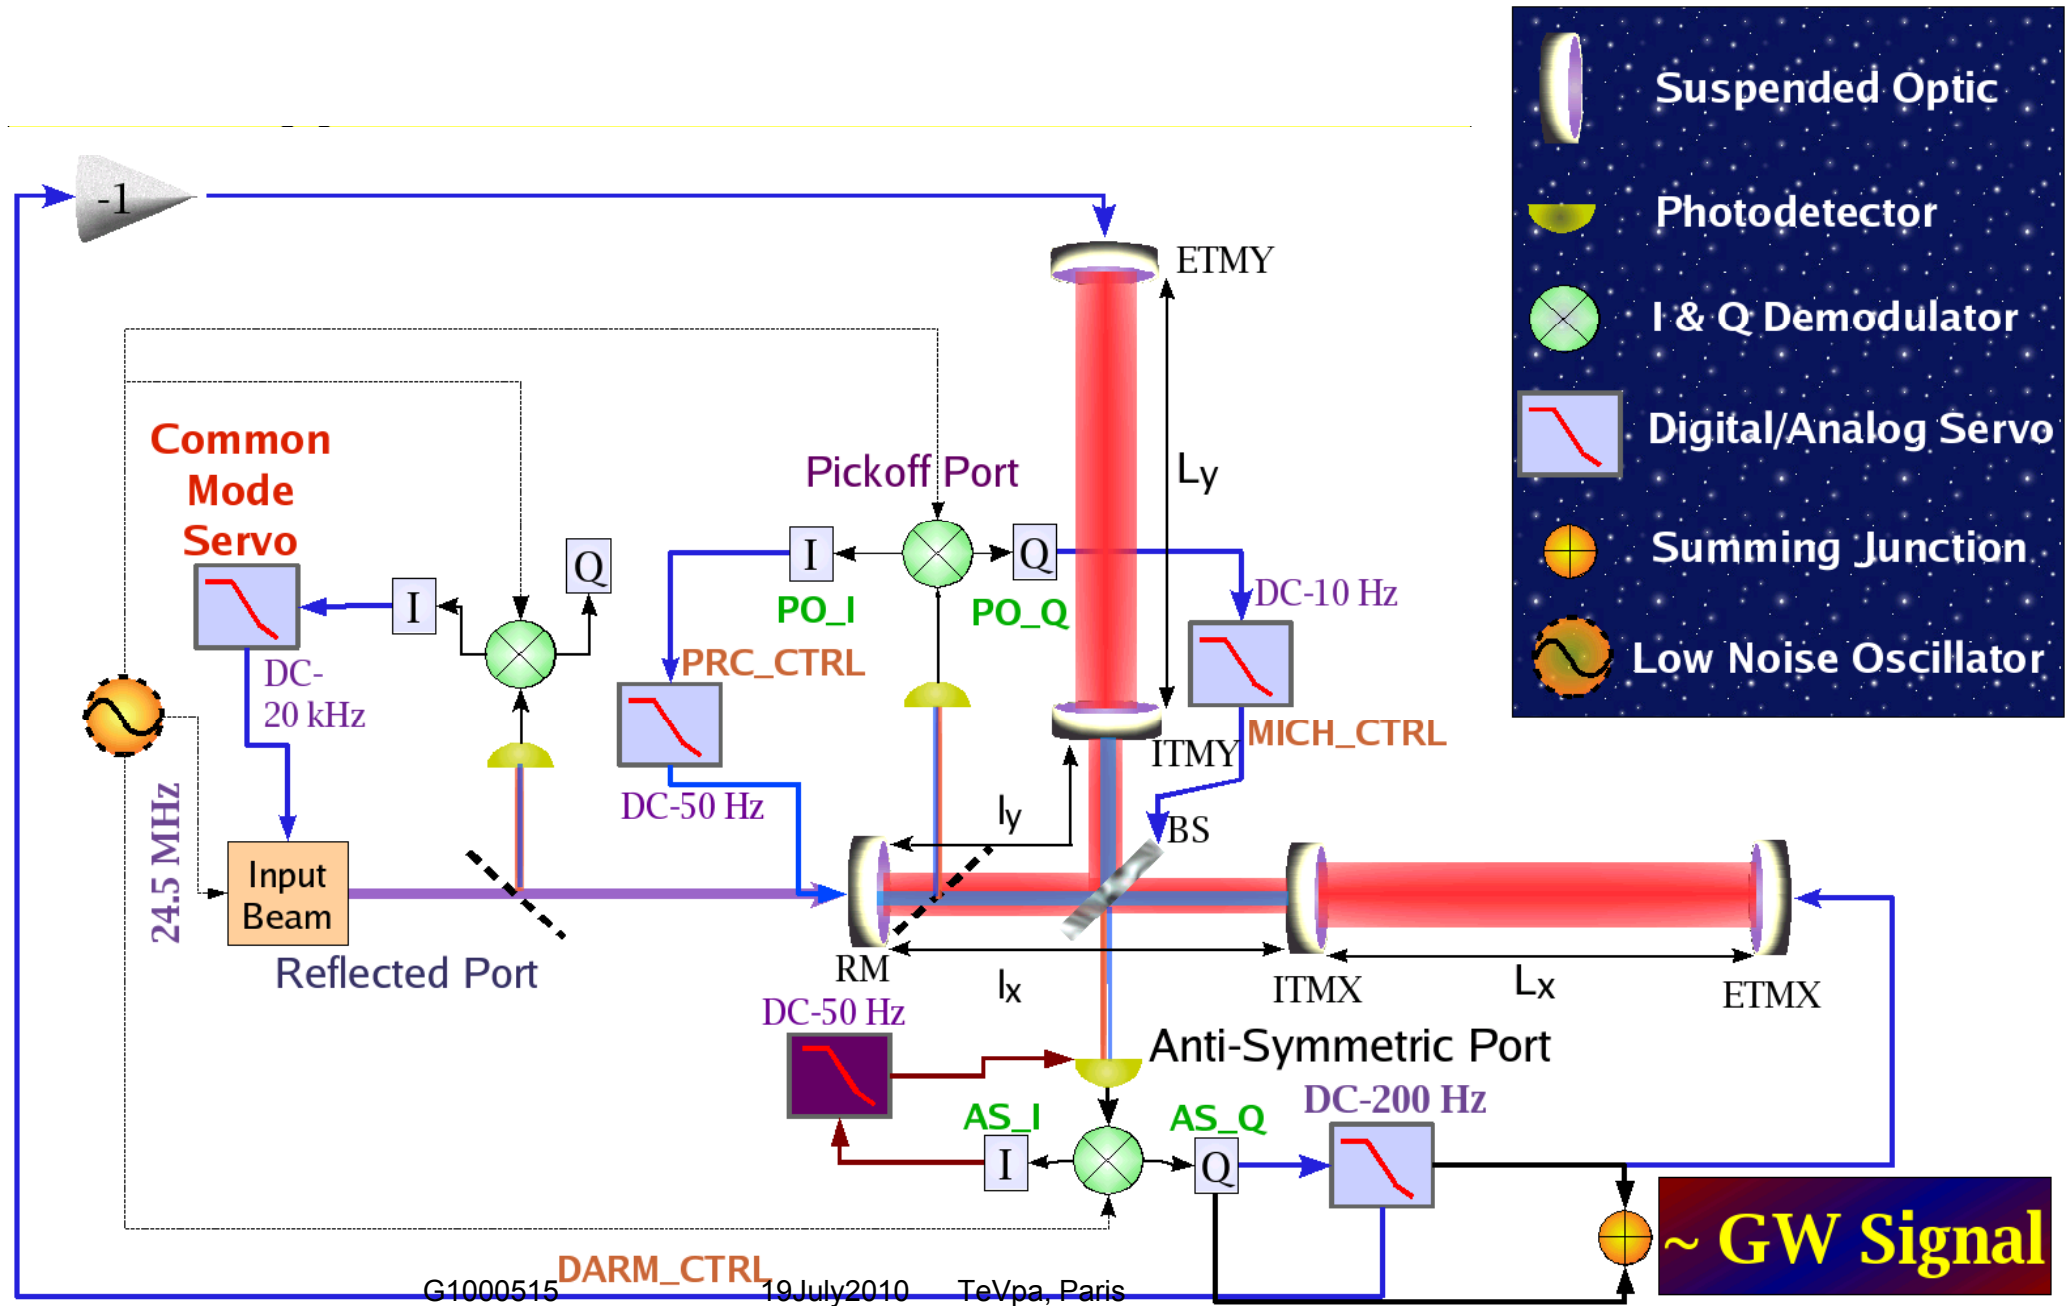 -1
ETMY
Ly
Common
Mode
Servo
Pickoff Port
I
Q
I
Q
PO_I
PO_Q
DC-10 Hz
PRC_CTRL
DC-
20 kHz
MICH_CTRL
ITMY
DC-50 Hz
ly
BS
24.5 MHz
Input
Beam
Reflected Port
RM
lx
ITMX
Lx
ETMX
DC-50 Hz
Anti-Symmetric Port
AS_I
AS_Q
DC-200 Hz
I
Q
~ GW Signal
DARM_CTRL
G1000515 19July2010 TeVpa, Paris
Suspended Optic
Photodetector
I & Q Demodulator
Digital/Analog Servo
Summing Junction
Low Noise Oscillator